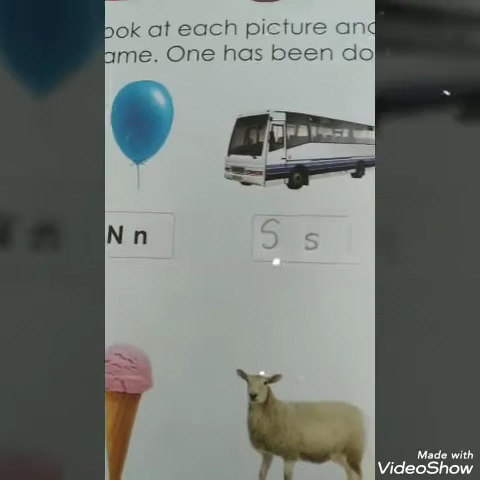 ook at each picture and
ame. One has been do
N n
S s
Made with
VideoShow